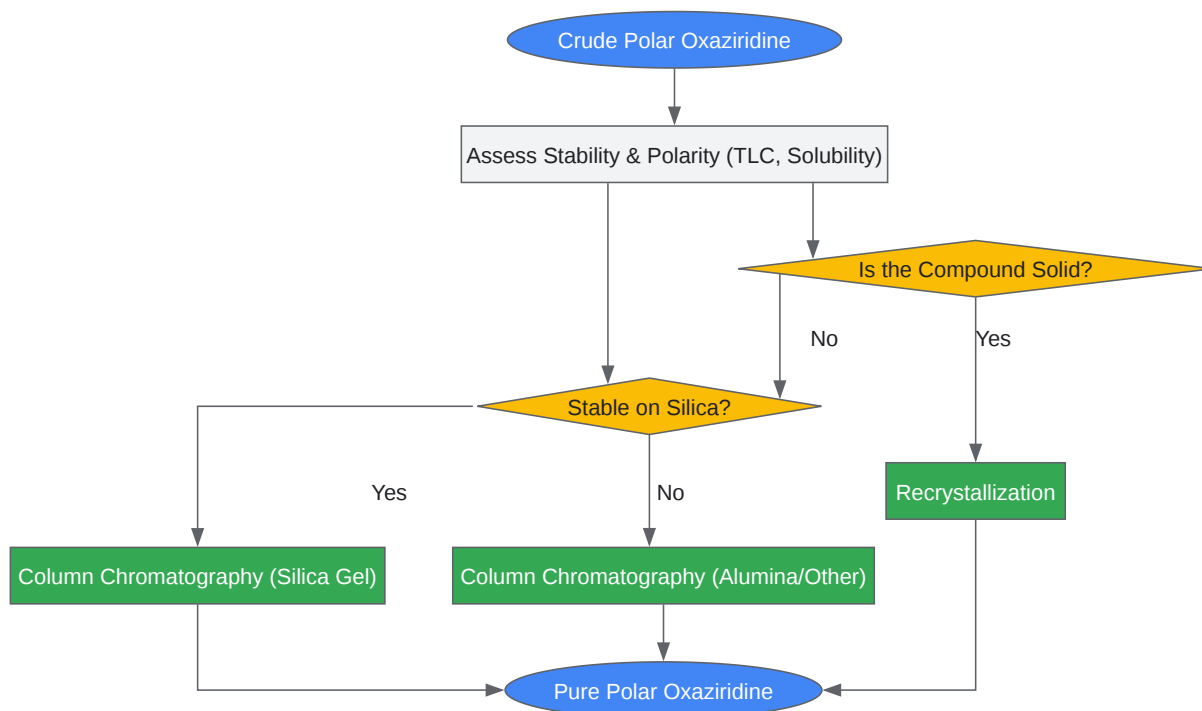 Crude Polar Oxaziridine
Assess Stability & Polarity (TLC, Solubility)
Is the Compound Solid?
No
Yes
Stable on Silica?
Yes
No
Recrystallization
Column Chromatography (Silica Gel)
Column Chromatography (Alumina/Other)
Pure Polar Oxaziridine